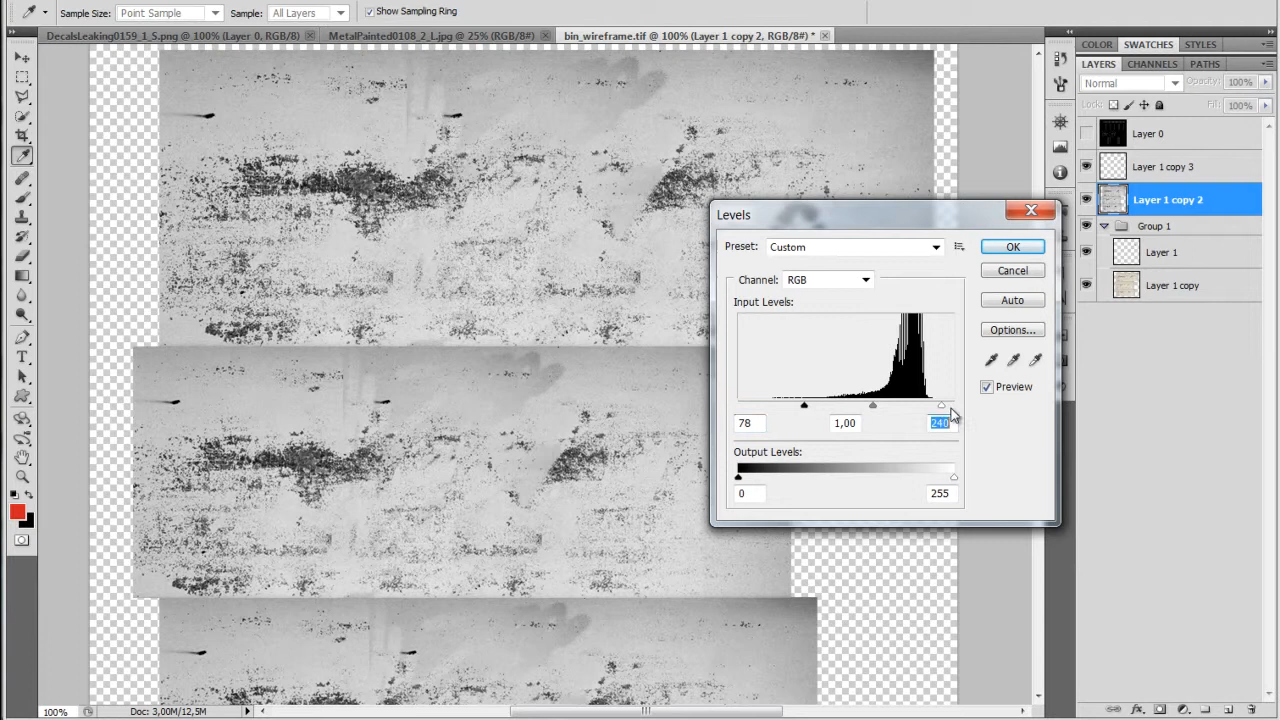 Sample Size: Point Sample Sample: All Layers Show Sampling Ring
DecalsLeaking0159_1_S.png @ 100% (Layer 0, RGB/8) MetalPainted0108_2_L.jpg @ 25% (RGB/8#) bin_wireframe.tif @ 100% (Layer 1 copy 2, RGB/8#) *
COLOR SWATCHES STYLES
LAYERS CHANNELS PATHS
Normal Opacity: 100%
Lock: Fill: 100%
Layer 0
Layer 1 copy 3
Layer 1 copy 2
Group 1
Layer 1
Layer 1 copy
Levels
Preset: Custom OK
Cancel
Channel: RGB
Input Levels: Auto
Options...
Preview
78 1,00 240
Output Levels:
0 255
100% Doc: 3,00M/12,5M